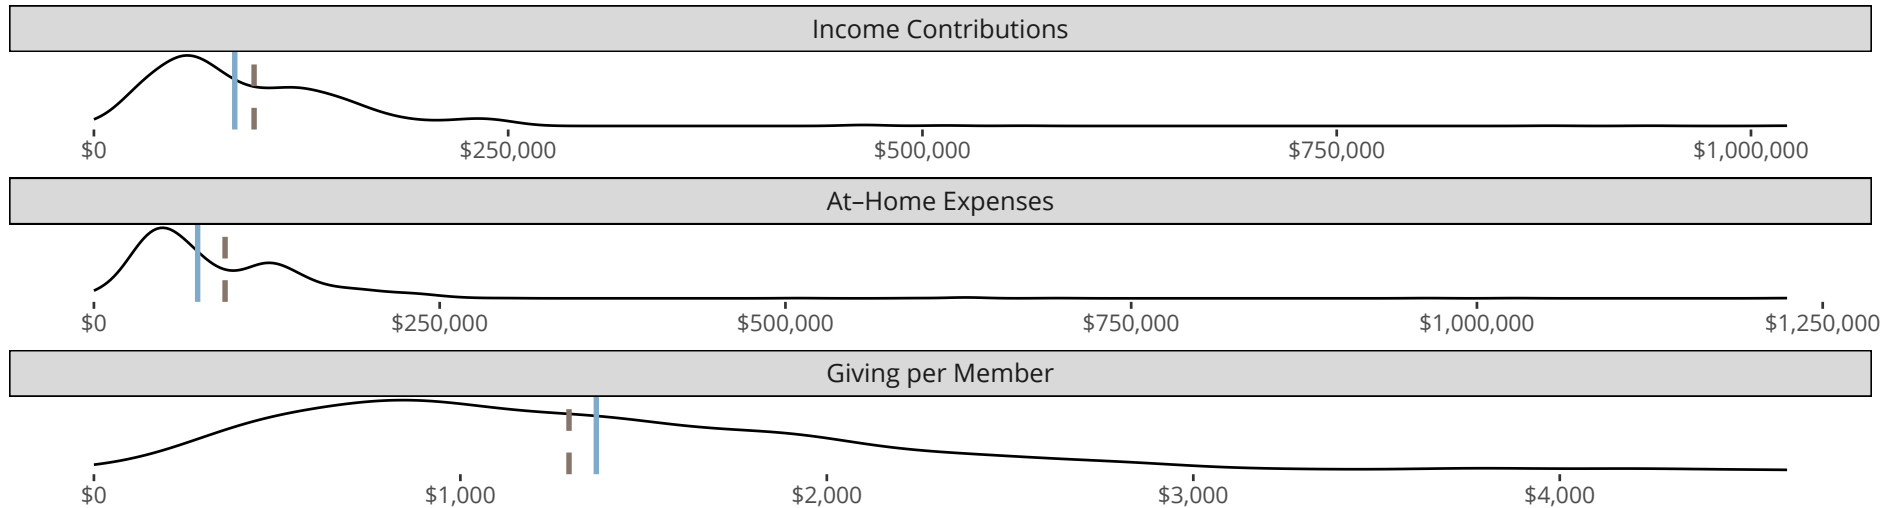 Income Contributions
$0 $250,000 $500,000 $750,000 $1,000,000
At–Home Expenses
$0 $250,000 $500,000 $750,000 $1,000,000 $1,250,000
Giving per Member
$0 $1,000 $2,000 $3,000 $4,000